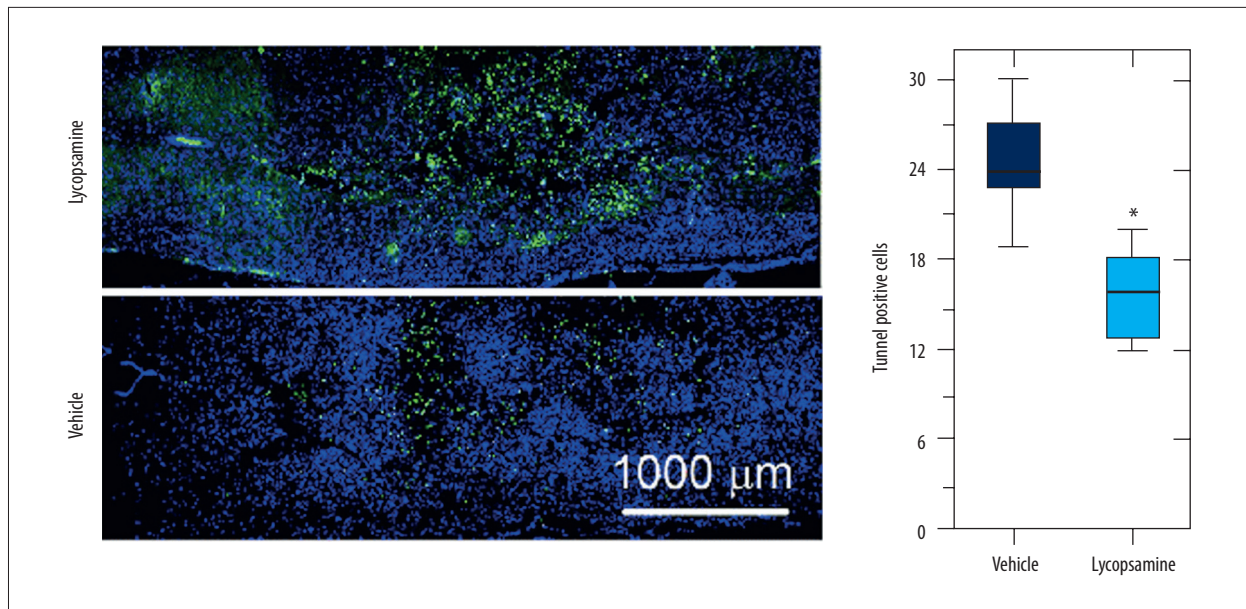 Lycopsamine
Vehicle
1000 μm
Tunnel positive cells
30
24
18
12
6
0
*
Vehicle
Lycopsamine